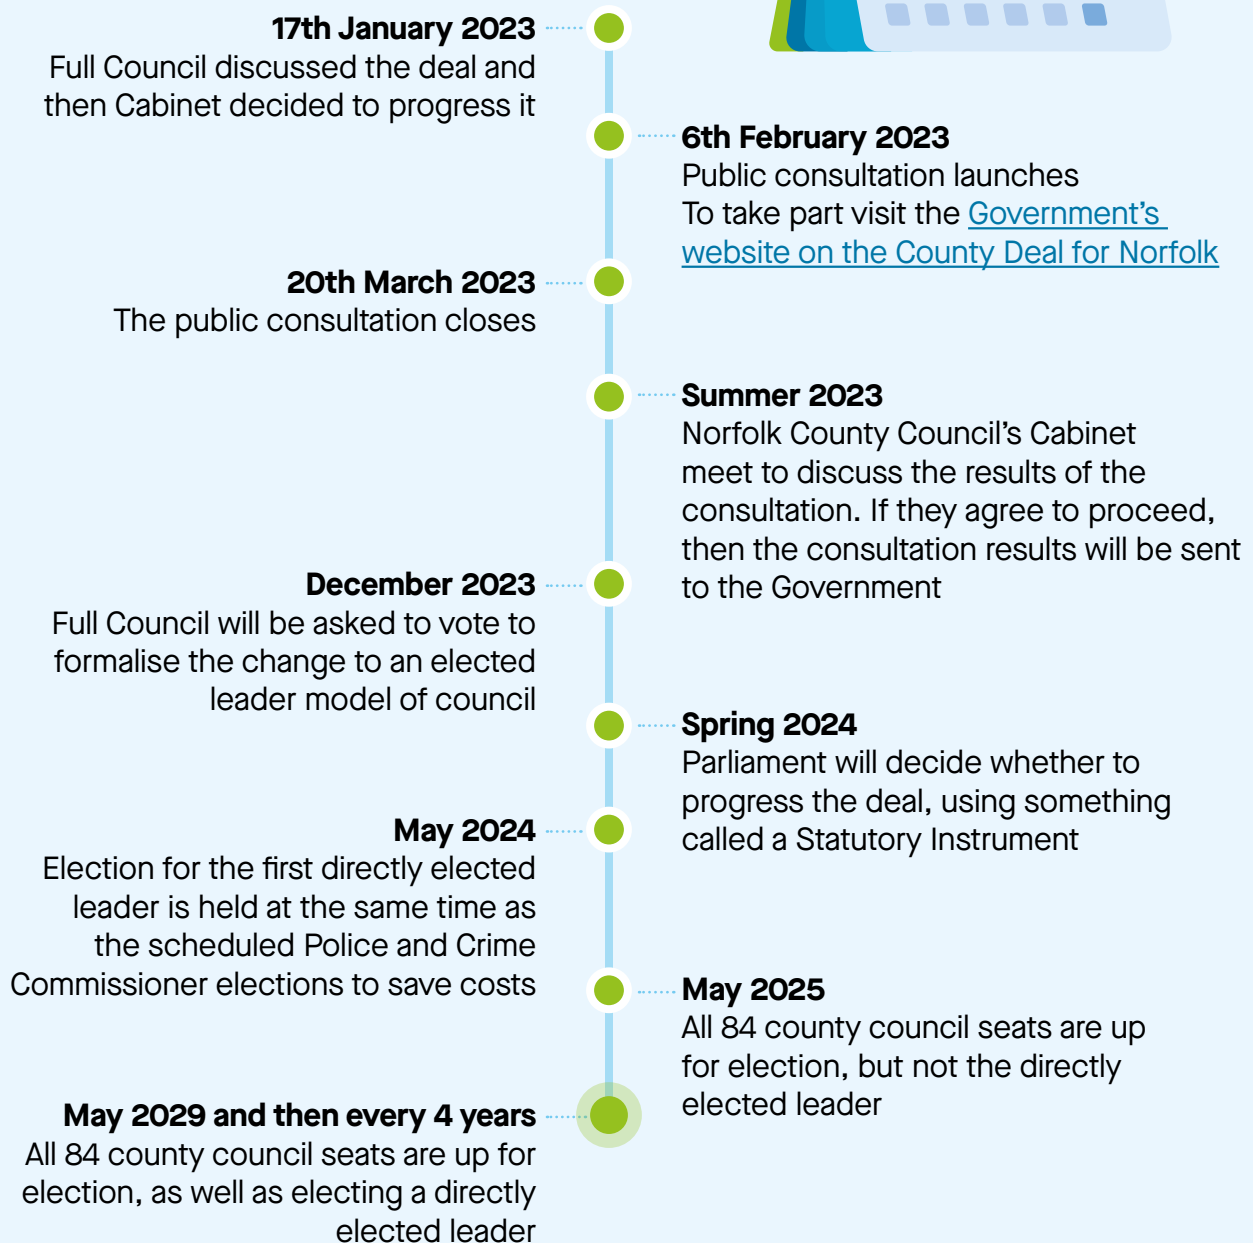 17th January 2023
Full Council discussed the deal and
then Cabinet decided to progress it
6th February 2023
Public consultation launches
To take part visit the Government’s
website on the County Deal for Norfolk
20th March 2023
The public consultation closes
Summer 2023
Norfolk County Council’s Cabinet
meet to discuss the results of the
consultation. If they agree to proceed,
then the consultation results will be sent
to the Government
December 2023
Full Council will be asked to vote to
formalise the change to an elected
leader model of council
Spring 2024
Parliament will decide whether to
progress the deal, using something
called a Statutory Instrument
May 2024
Election for the first directly elected
leader is held at the same time as
the scheduled Police and Crime
Commissioner elections to save costs
May 2025
All 84 county council seats are up
for election, but not the directly
elected leader
May 2029 and then every 4 years
All 84 county council seats are up for
election, as well as electing a directly
elected leader